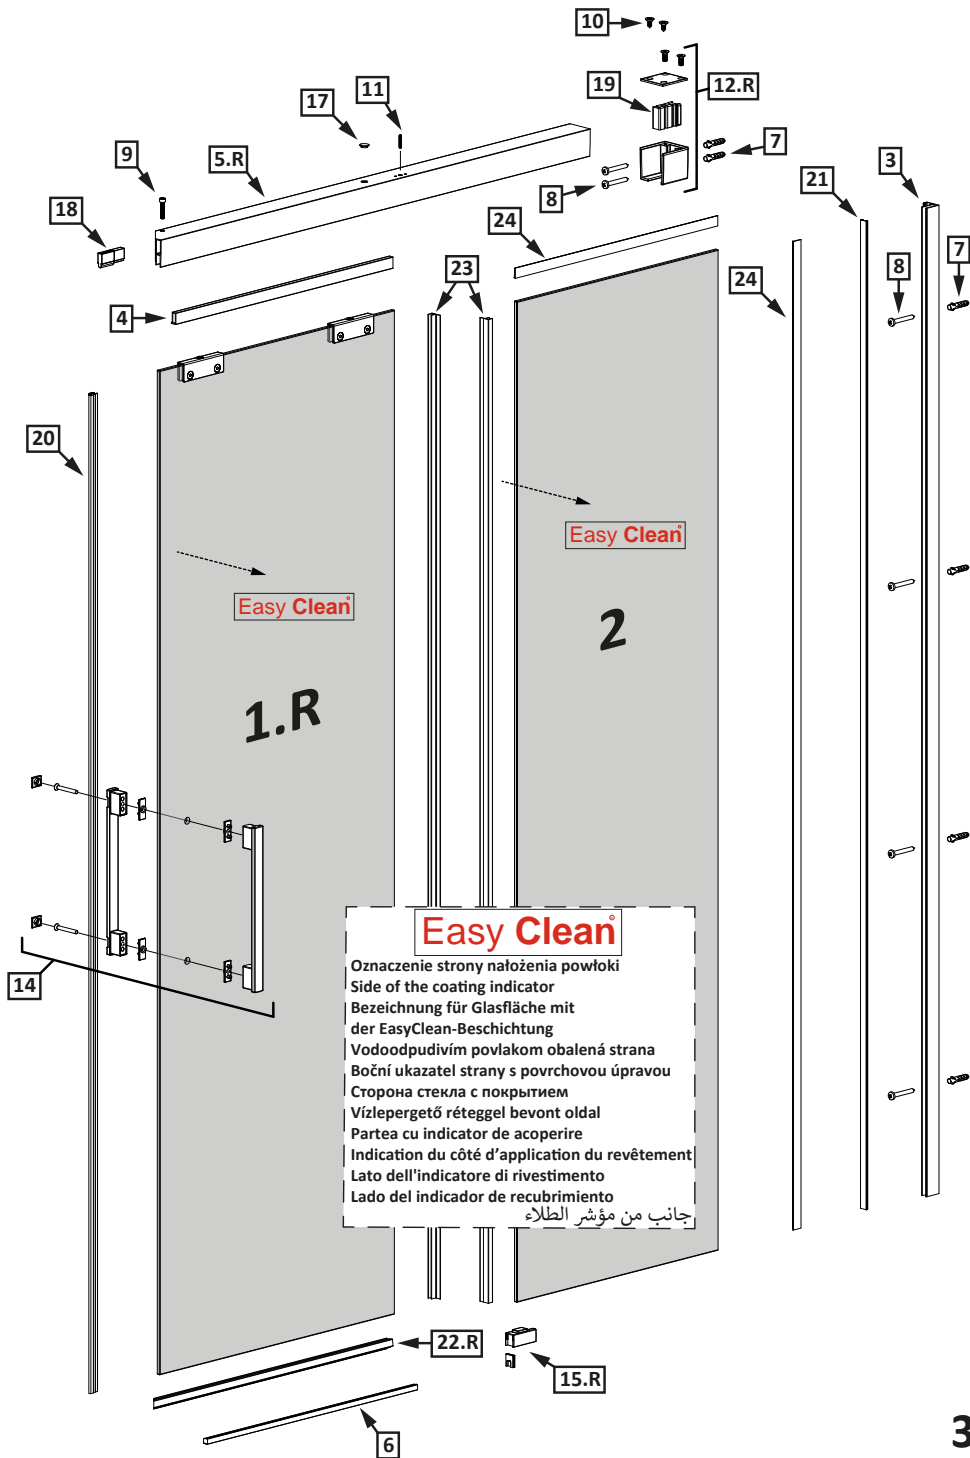 10
17
11
19
12.R
9
5.R
7
3
8
21
18
24
23
8
7
24
4
20
Easy Clean®
Easy Clean®
2
1.R
Easy Clean®
Oznaczenie strony nałożenia powłoki
Side of the coating indicator
Bezeichnung für Glasfläche mit
der EasyClean-Beschichtung
Vodoodpudivím povlakom obalená strana
Boční ukazatel strany s povrchovou úpravou
Сторона стекла с покрытием
Vízlepergető réteggel bevont oldal
Partea cu indicator de acoperire
Indication du côté d’application du revêtement
Lato dell'indicatore di rivestimento
Lado del indicador de recubrimiento
جانب من مؤشر الطلاء
14
22.R
15.R
6
3